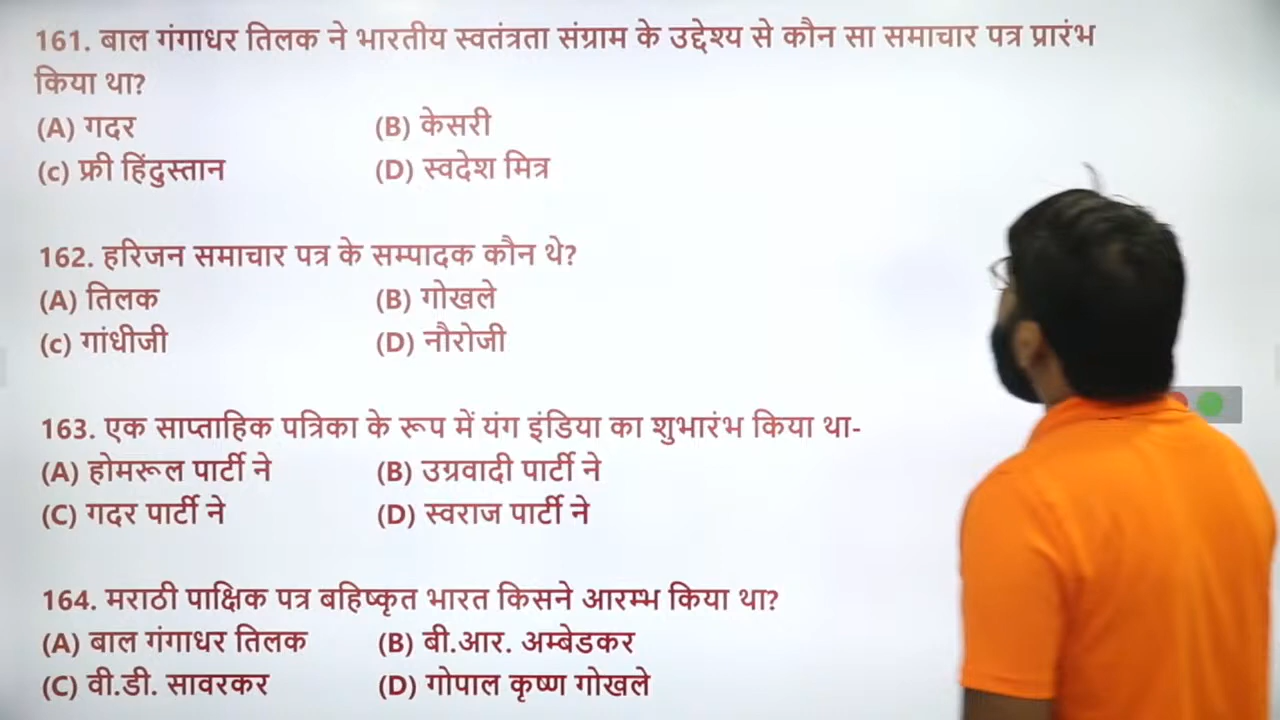 161. बाल गंगाधर तिलक ने भारतीय स्वतंत्रता संग्राम के उद्देश्य से कौन सा समाचार पत्र प्रारंभ
किया था?
(A) गदर (B) केसरी
(c) फ्री हिंदुस्तान (D) स्वदेश मित्र
162. हरिजन समाचार पत्र के सम्पादक कौन थे?
(A) तिलक (B) गोखले
(c) गांधीजी (D) नौरोजी
163. एक साप्ताहिक पत्रिका के रूप में यंग इंडिया का शुभारंभ किया था-
(A) होमरूल पार्टी ने (B) उग्रवादी पार्टी ने
(C) गदर पार्टी ने (D) स्वराज पार्टी ने
164. मराठी पाक्षिक पत्र बहिष्कृत भारत किसने आरम्भ किया था?
(A) बाल गंगाधर तिलक (B) बी.आर. अम्बेडकर
(C) वी.डी. सावरकर (D) गोपाल कृष्ण गोखले